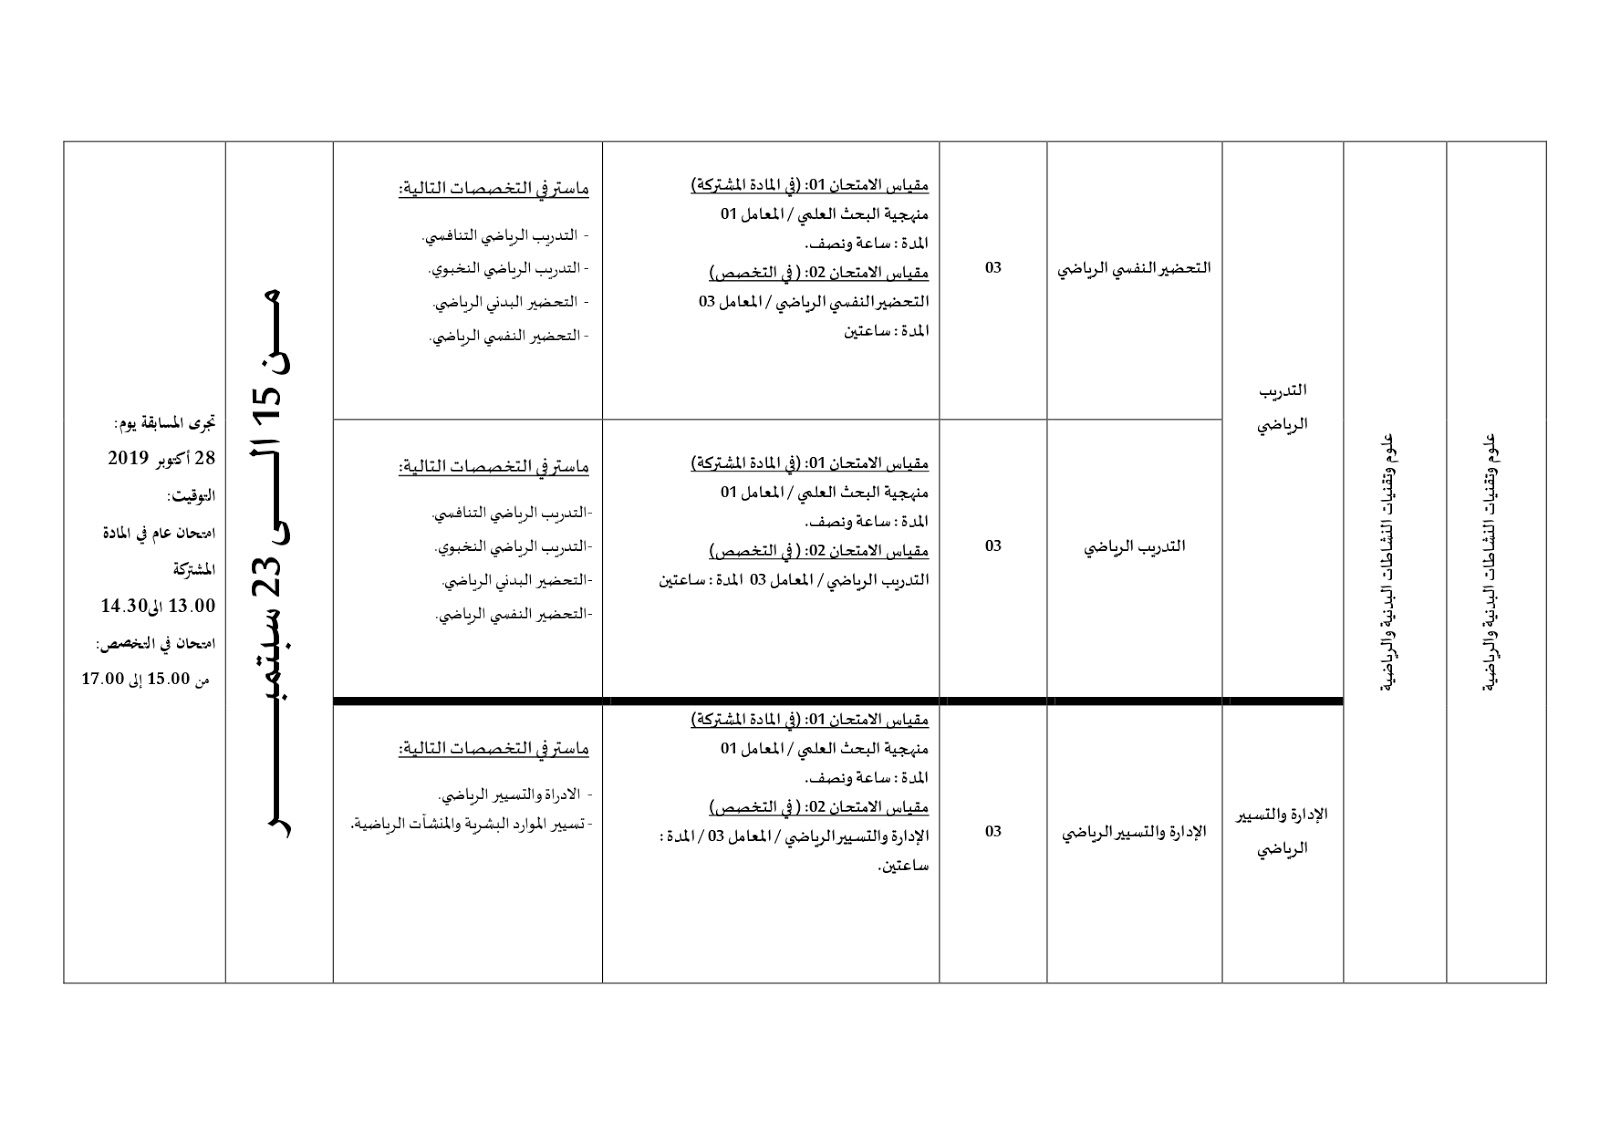 علوم وتقنيات النشاطات البدنية والرياضية
علوم وتقنيات النشاطات البدنية والرياضية
التدريب
الرياضي
التحضير النفسي الرياضي
03
مقياس الامتحان 01: (في المادة المشتركة)
منهجية البحث العلمي / المعامل 01
المدة : ساعة ونصف.
مقياس الامتحان 02: ( في التخصص)
التحضير النفسي الرياضي / المعامل 03
المدة : ساعتين
ماستر في التخصصات التالية:
- التدريب الرياضي التنافسي.
- التدريب الرياضي النخبوي.
- التحضير البدني الرياضي.
- التحضير النفسي الرياضي.
التدريب الرياضي
03
مقياس الامتحان 01: (في المادة المشتركة)
منهجية البحث العلمي / المعامل 01
المدة : ساعة ونصف.
مقياس الامتحان 02: ( في التخصص)
التدريب الرياضي / المعامل 03 المدة : ساعتين
ماستر في التخصصات التالية:
-التدريب الرياضي التنافسي.
-التدريب الرياضي النخبوي.
-التحضير البدني الرياضي.
-التحضير النفسي الرياضي.
الإدارة والتسيير
الرياضي
الإدارة والتسيير الرياضي
03
مقياس الامتحان 01: (في المادة المشتركة)
منهجية البحث العلمي / المعامل 01
المدة : ساعة ونصف.
مقياس الامتحان 02: ( في التخصص)
الإدارة والتسيير الرياضي / المعامل 03 / المدة :
ساعتين.
ماستر في التخصصات التالية:
- الادراة والتسيير الرياضي.
- تسيير الموارد البشرية والمنشآت الرياضية.
مـــن 15 الـــى 23 سبتمبـــــــر
تجرى المسابقة يوم:
28 أكتوبر 2019
التوقيت:
امتحان عام في المادة
المشتركة
13.00 الى14.30
امتحان في التخصص:
من 15.00 إلى 17.00